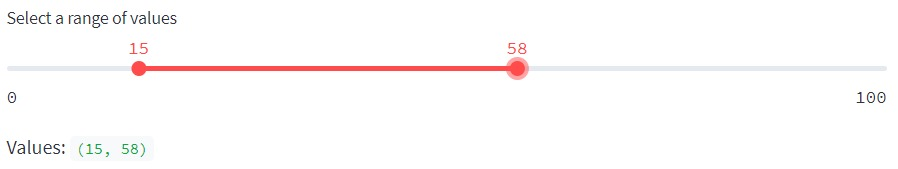 Select a range of values
15 58
0 100
Values: (15, 58)